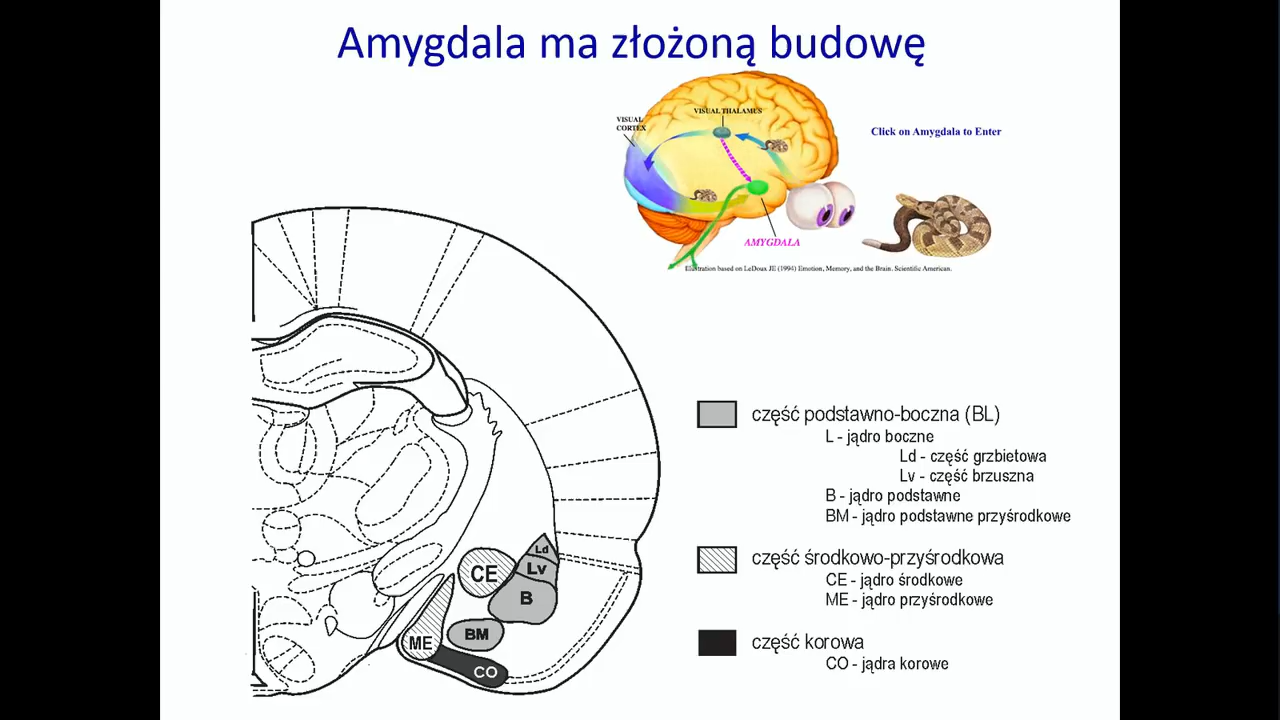 Amygdala ma złożoną budowę
VISUAL THALAMUS
VISUAL
CORTEX
Click on Amygdala to Enter
AMYGDALA
Illustration based on LeDoux JE (1994) Emotion, Memory, and the Brain. Scientific American.
część podstawno-boczna (BL)
L - jądro boczne
Ld - część grzbietowa
Lv - część brzuszna
B - jądro podstawne
BM - jądro podstawne przyśrodkowe
część środkowo-przyśrodkowa
CE - jądro środkowe
ME - jądro przyśrodkowe
część korowa
CO - jądra korowe
Ld
Lv
CE
B
BM
ME
CO